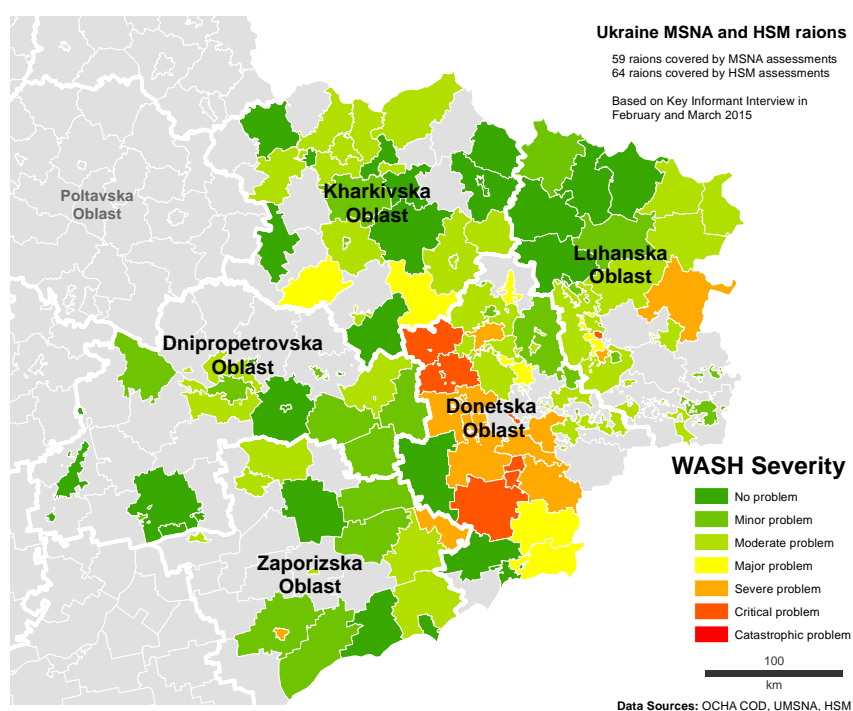 Ukraine MSNA and HSM raions
59 raions covered by MSNA assessments
64 raions covered by HSM assessments
Based on Key Informant Interview in
February and March 2015
Poltavska
Oblast
Kharkivska
Oblast
Luhanska
Oblast
Dnipropetrovska
Oblast
Donetska
Oblast
Zaporizska
Oblast
WASH Severity
No problem
Minor problem
Moderate problem
Major problem
Severe problem
Critical problem
Catastrophic problem
100
km
Data Sources: OCHA COD, UMSNA, HSM